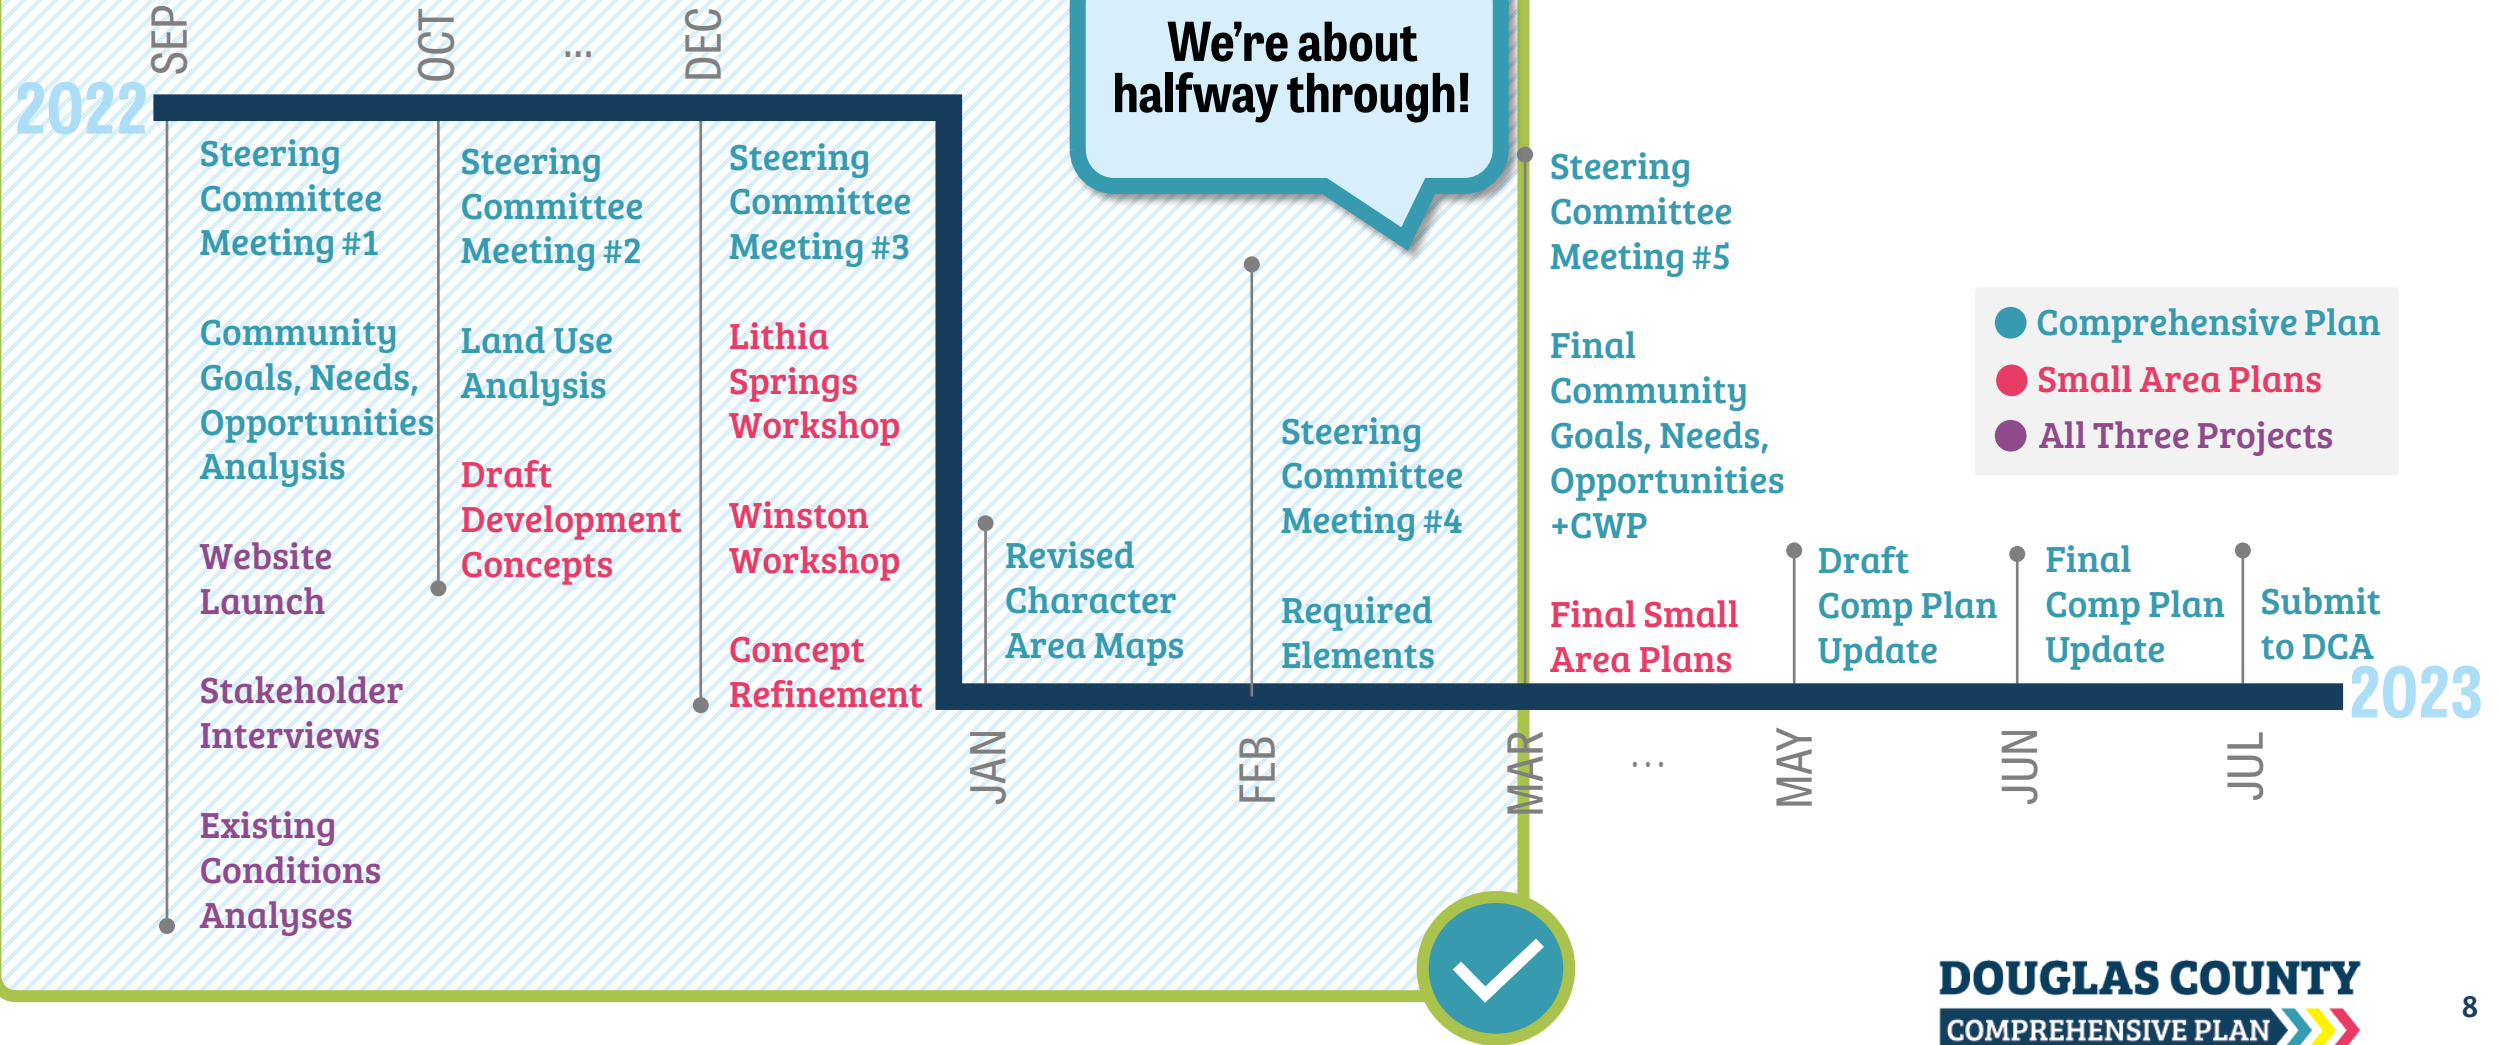 SEP
OCT
...
DEC
We're about
halfway through!
2022
Steering
Committee
Meeting #1
Community
Goals, Needs,
Opportunities
Analysis
Website
Launch
Stakeholder
Interviews
Existing
Conditions
Analyses
Steering
Committee
Meeting #2
Land Use
Analysis
Draft
Development
Concepts
Steering
Committee
Meeting #3
Lithia
Springs
Workshop
Winston
Workshop
Concept
Refinement
Revised
Character
Area Maps
Steering
Committee
Meeting #4
Required
Elements
Steering
Committee
Meeting #5
Final
Community
Goals, Needs,
Opportunities
+CWP
Final Small
Area Plans
Draft
Comp Plan
Update
Final
Comp Plan
Update
Submit
to DCA
2023
Comprehensive Plan
Small Area Plans
All Three Projects
JAN
FEB
MAR
...
MAY
JUN
JUL
DOUGLAS COUNTY
COMPREHENSIVE PLAN
8